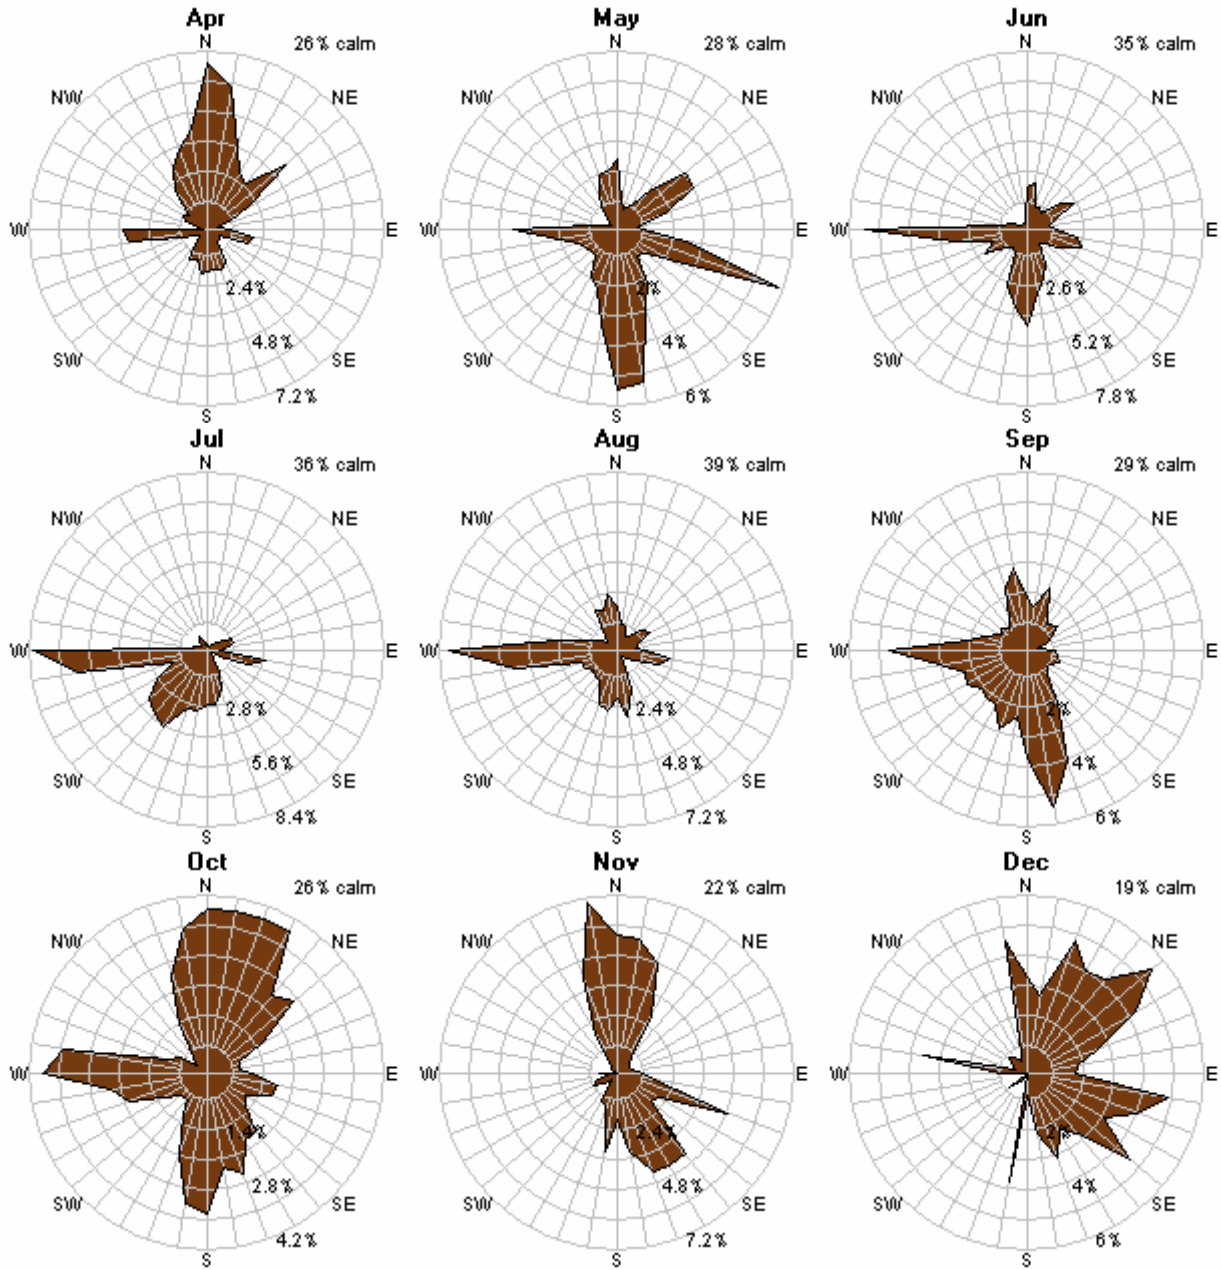 Apr
N
26% calm
NW
NE
W
E
2.4%
4.8%
SW
SE
7.2%
S
May
N
28% calm
NW
NE
W
E
2%
4%
SW
SE
6%
S
Jun
N
35% calm
NW
NE
W
E
2.6%
5.2%
SW
SE
7.8%
S
Jul
N
36% calm
NW
NE
W
E
2.8%
5.6%
SW
SE
8.4%
S
Aug
N
39% calm
NW
NE
W
E
2.4%
4.8%
SW
SE
7.2%
S
Sep
N
29% calm
NW
NE
W
E
2%
4%
SW
SE
6%
S
Oct
N
26% calm
NW
NE
W
E
1.4%
2.8%
SW
SE
4.2%
S
Nov
N
22% calm
NW
NE
W
E
2.4%
4.8%
SW
SE
7.2%
S
Dec
N
19% calm
NW
NE
W
E
2%
4%
SW
SE
6%
S